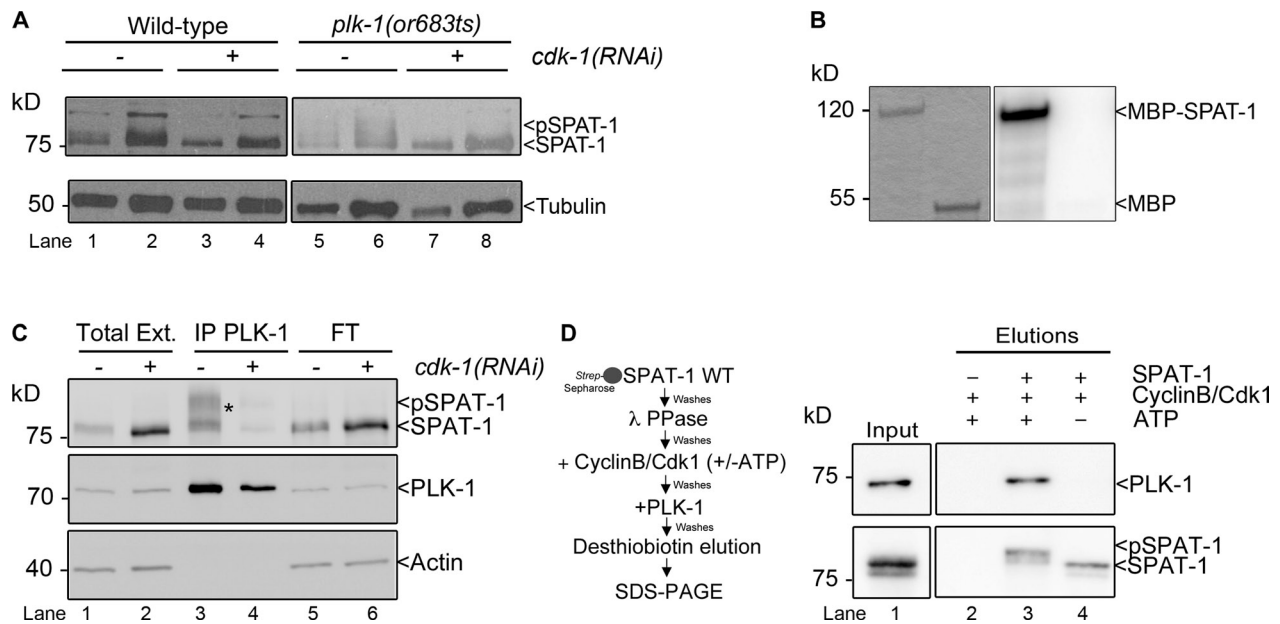 A
Wild-type plk-1(or683ts)
- + - + cdk-1(RNAi)
kD
<pSPAT-1
75 <SPAT-1
50 <Tubulin
Lane 1 2 3 4 5 6 7 8
B
kD
120 <MBP-SPAT-1
55 <MBP
C
Total Ext. IP PLK-1 FT
- + - + - + cdk-1(RNAi)
kD
* <pSPAT-1
75 <SPAT-1
70 <PLK-1
40 <Actin
Lane 1 2 3 4 5 6
D
Strep-Sepharose SPAT-1 WT
Washes
λ PPase
Washes
+ CyclinB/Cdk1 (+/-ATP)
Washes
+PLK-1
Washes
Desthiobiotin elution
SDS-PAGE
Elutions
– + + SPAT-1
+ + + CyclinB/Cdk1
+ + – ATP
kD
Input
75 <PLK-1
<pSPAT-1
<SPAT-1
75
Lane 1 2 3 4